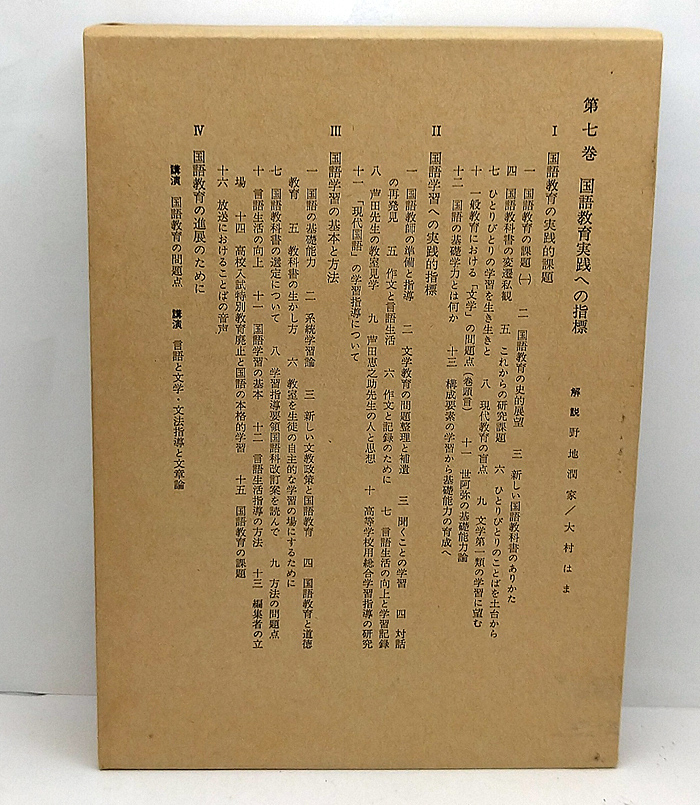 第七巻　国語教育実践への指標
解説　野地潤家／大村はま
Ⅰ　国語教育の実践的課題
一　国語教育の課題㈠　二　国語教育の史的展望　三　新しい国語教科書のありかた
四　国語教科書の変遷私観　五　これからの研究課題　六　ひとりびとりのことばを土台から
七　ひとりびとりの学習を生き生きと　八　現代教育の盲点　九　文学第一類の学習に望む
十　一般教育における「文学」の問題点（巻頭言）　十一　世阿弥の基礎能力論
十二　国語の基礎学力とは何か　十三　構成要素の学習から基礎能力の育成へ
Ⅱ　国語学習への実践的指標
一　国語教師の準備と指導　二　文学教育の問題整理と補遺　三　聞くことの学習　四　対話
の再発見　五　作文と言語生活　六　作文と記録のために　七　言語生活の向上と学習記録
八　芦田先生の教室見学　九　芦田恵之助先生の人と思想　十　高等学校用総合学習指導の研究
十一　「現代国語」の学習指導について
Ⅲ　国語学習の基本と方法
一　国語の基礎能力　二　系統学習論　三　新しい文教政策と国語教育　四　国語教育と道徳
教育　五　教科書の生かし方　六　教室を生徒の自主的な学習の場にするために
七　国語教科書の選定について　八　学習指導要領国語科改訂案を読んで　九　方法の問題点
十　言語生活の向上　十一　国語学習の基本　十二　言語生活指導の方法　十三　編集者の立
場　十四　高校入試特別教育廃止と国語の本格的学習　十五　国語教育の課題
十六　放送におけることばの音声
Ⅳ　国語教育の進展のために
講演　国語教育の問題点　講演　言語と文学・文法指導と文章論